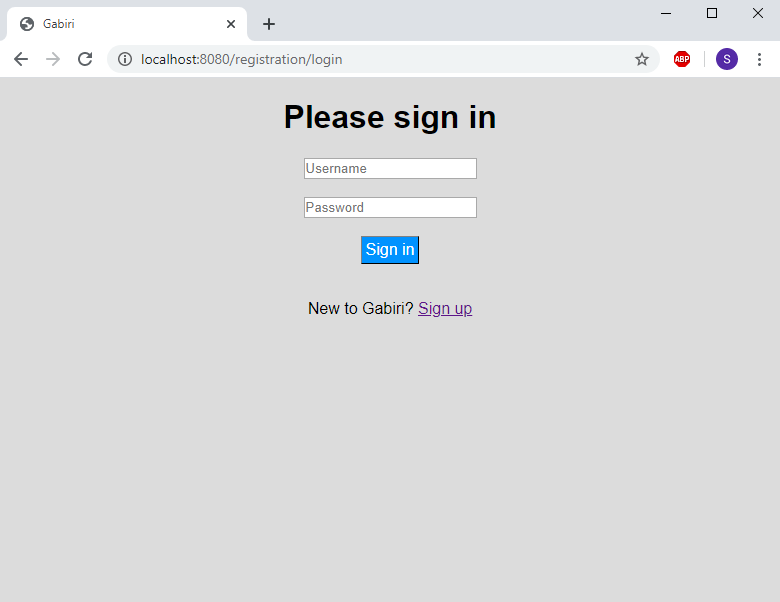 Gabiri
localhost:8080/registration/login
ABP
S
Please sign in
Username
Password
Sign in
New to Gabiri? Sign up